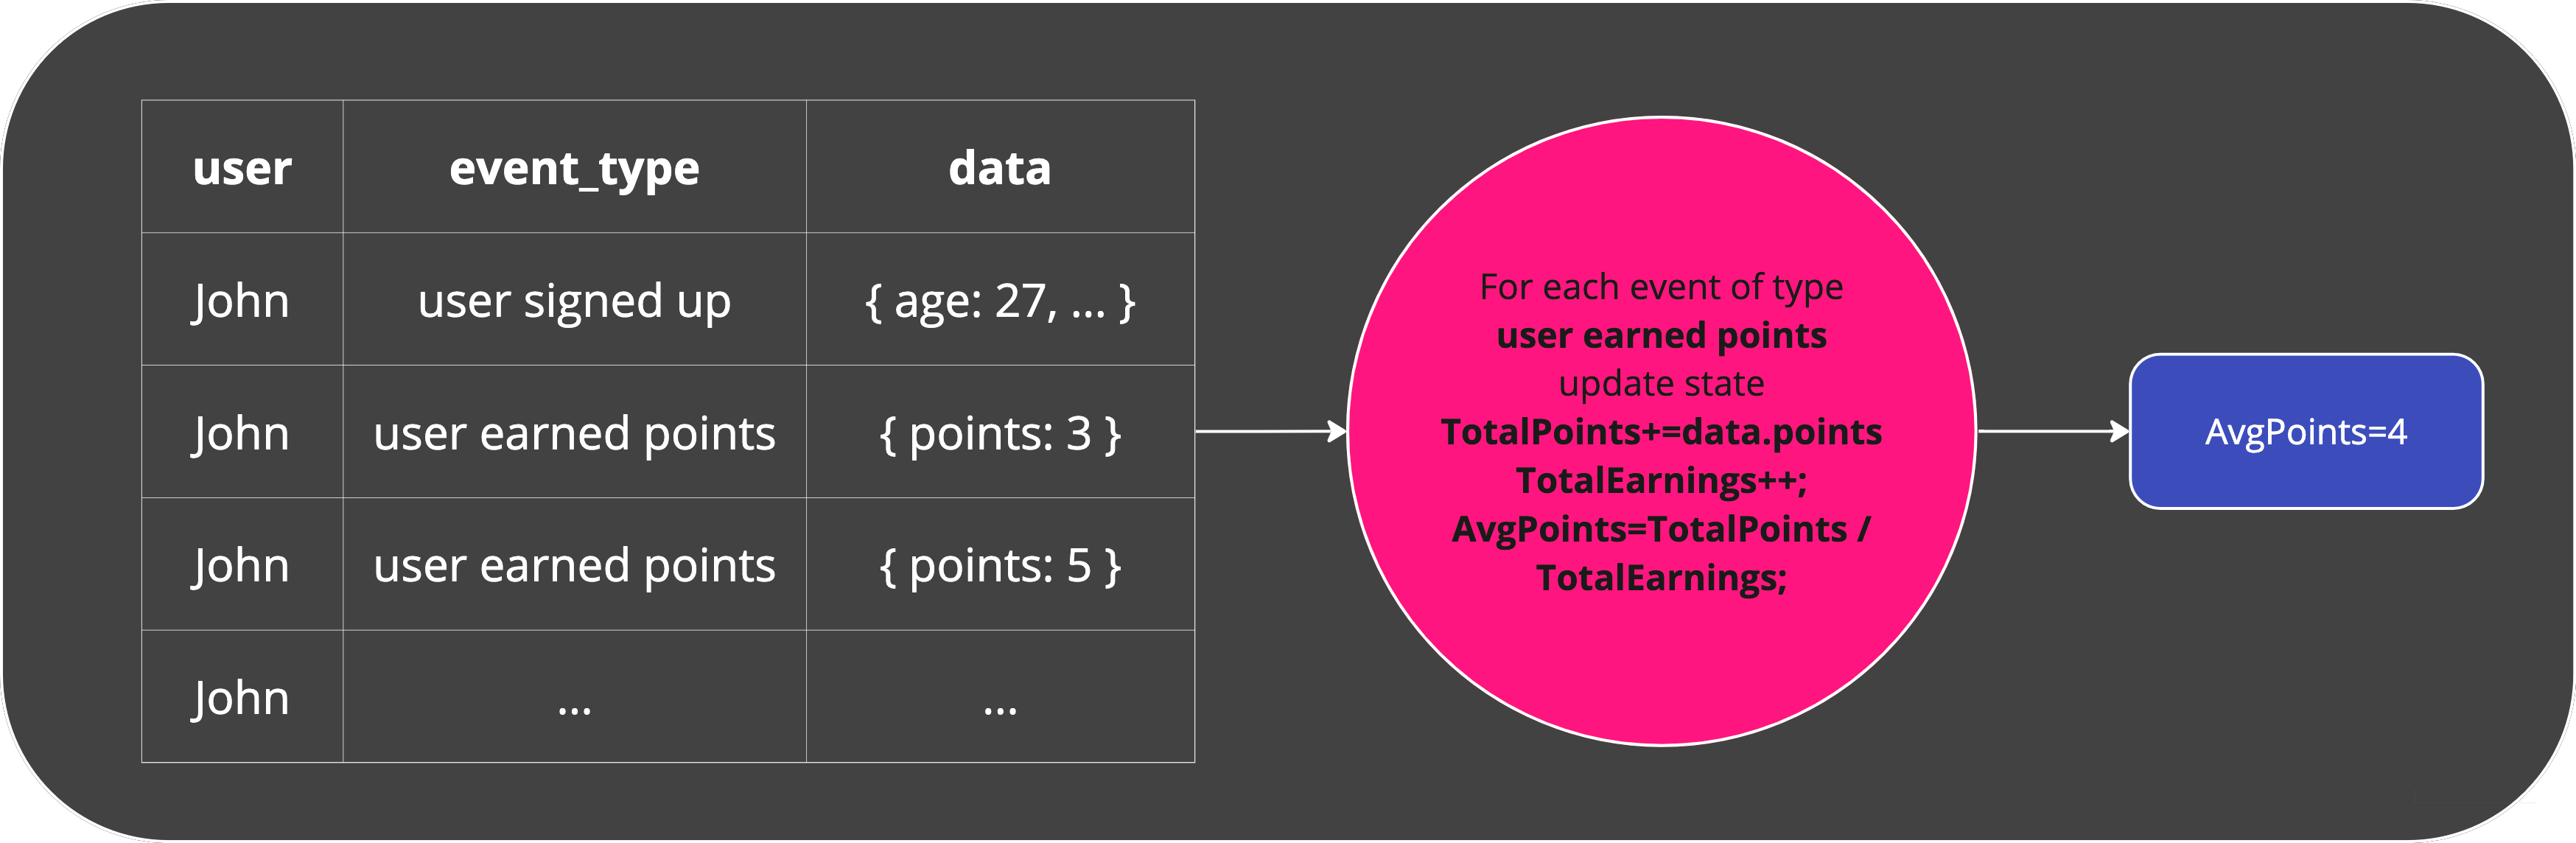 user event_type data
John user signed up { age: 27, ... }
John user earned points { points: 3 }
John user earned points { points: 5 }
John ... ...
For each event of type
user earned points
update state
TotalPoints+=data.points
TotalEarnings++;
AvgPoints=TotalPoints /
TotalEarnings;
AvgPoints=4